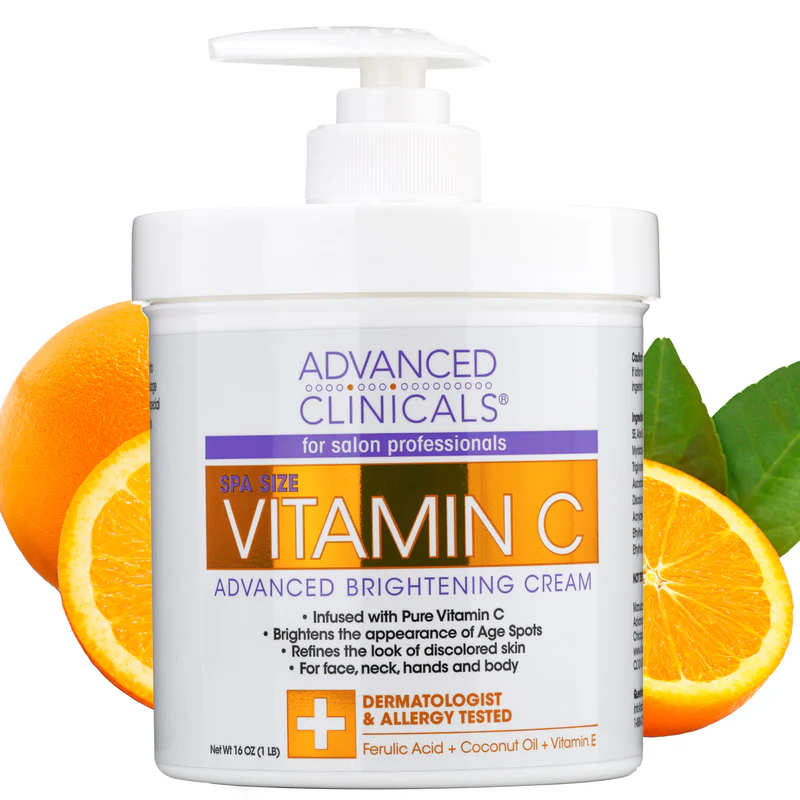 ADVANCED
CLINICALS®
for salon professionals
SPA SIZE
VITAMIN C
ADVANCED BRIGHTENING CREAM
• Infused with Pure Vitamin C
• Brightens the appearance of Age Spots
• Refines the look of discolored skin
• For face, neck, hands and body
DERMATOLOGIST
& ALLERGY TESTED
Net Wt 16 OZ (1 LB)
Ferulic Acid + Coconut Oil + Vitamin E